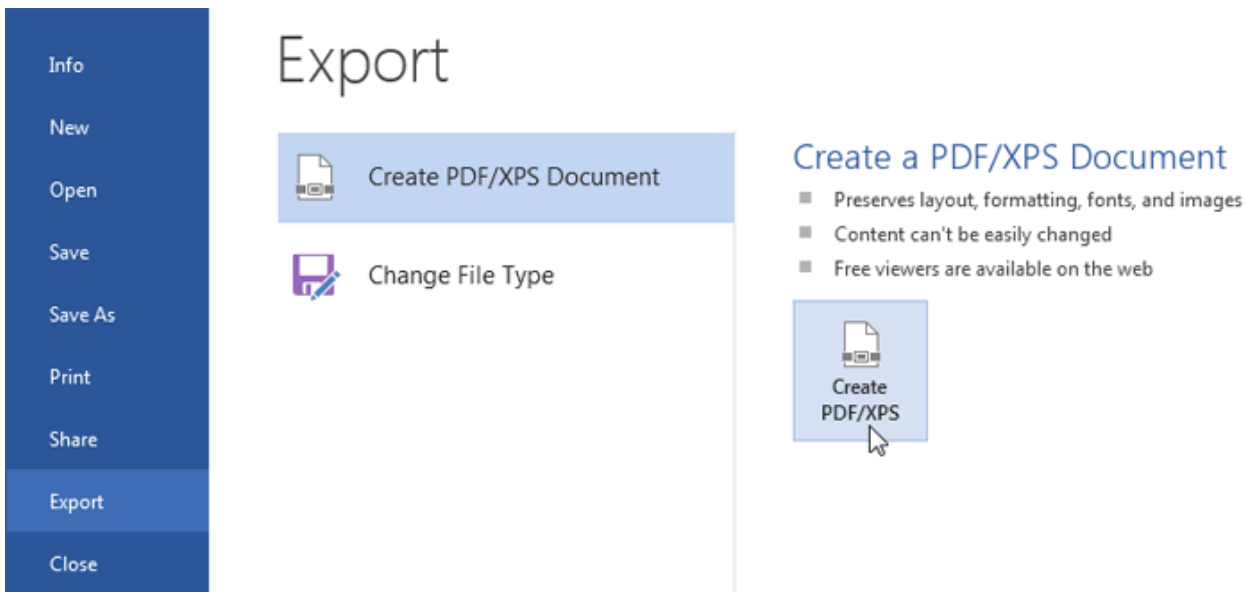 Info
New
Open
Save
Save As
Print
Share
Export
Close
Export
Create PDF/XPS Document
Change File Type
Create a PDF/XPS Document
Preserves layout, formatting, fonts, and images
Content can't be easily changed
Free viewers are available on the web
Create
PDF/XPS